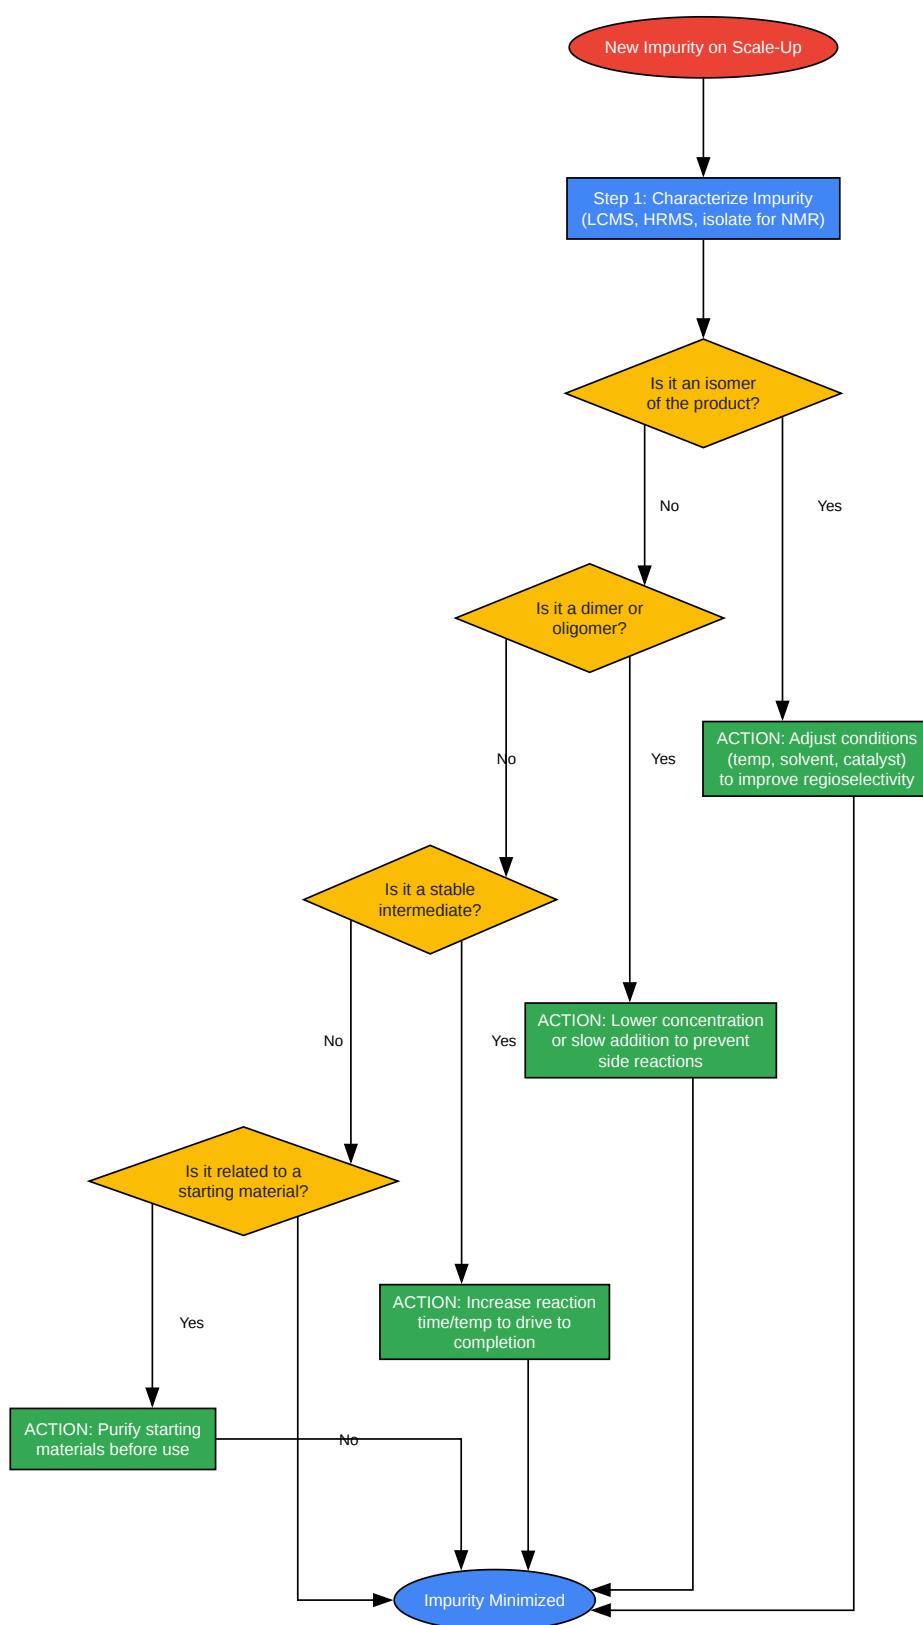 New Impurity on Scale-Up
Step 1: Characterize Impurity
(LCMS, HRMS, isolate for NMR)
Is it an isomer
of the product?
No
Yes
Is it a dimer or
oligomer?
No
Yes
ACTION: Adjust conditions
(temp, solvent, catalyst)
to improve regioselectivity
Is it a stable
intermediate?
No
Yes
ACTION: Lower concentration
or slow addition to prevent
side reactions
Is it related to a
starting material?
Yes
ACTION: Increase reaction
time/temp to drive to
completion
ACTION: Purify starting
materials before use
No
Impurity Minimized